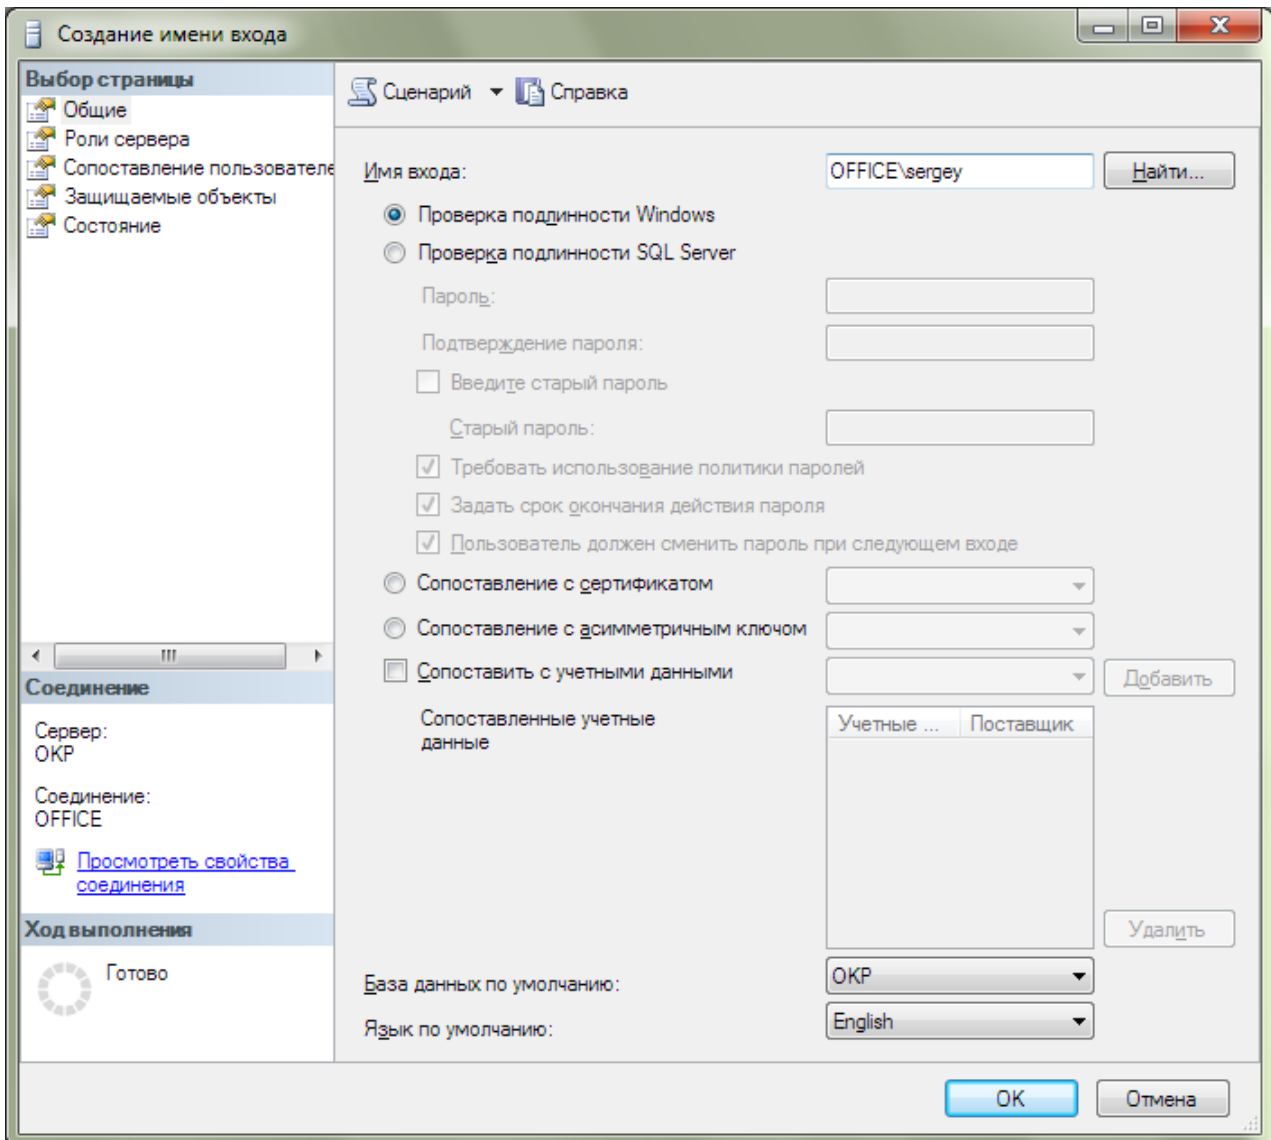 Создание имени входа
Выбор страницы
Общие
Роли сервера
Сопоставление пользователе
Защищаемые объекты
Состояние
Сценарий
Справка
Имя входа:
OFFICE\sergey
Найти...
Проверка подлинности Windows
Проверка подлинности SQL Server
Пароль:
Подтверждение пароля:
Введите старый пароль
Старый пароль:
Требовать использование политики паролей
Задать срок окончания действия пароля
Пользователь должен сменить пароль при следующем входе
Сопоставление с сертификатом
Сопоставление с асимметричным ключом
Сопоставить с учетными данными
Добавить
Сопоставленные учетные
данные
Учетные ...
Поставщик
Удалить
База данных по умолчанию:
OKP
Язык по умолчанию:
English
Соединение
Сервер:
OKP
Соединение:
OFFICE
Просмотреть свойства
соединения
Ход выполнения
Готово
OK
Отмена